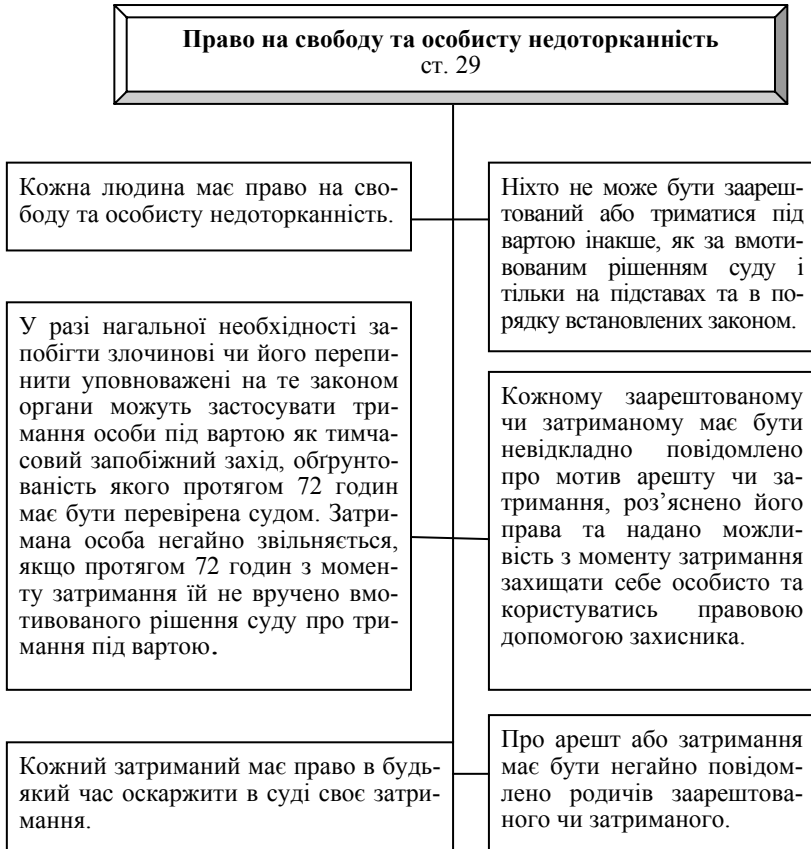 Право на свободу та особисту недоторканність
ст. 29
Кожна людина має право на сво-
боду та особисту недоторканність.
Ніхто не може бути заареш-
тований або триматися під
вартою інакше, як за вмоти-
вованим рішенням суду і
тільки на підставах та в по-
рядку встановлених законом.
У разі нагальної необхідності за-
побігти злочинові чи його перепи-
нити уповноважені на те законом
органи можуть застосувати три-
мання особи під вартою як тимча-
совий запобіжний захід, обґрунто-
ваність якого протягом 72 годин
має бути перевірена судом. Затри-
мана особа негайно звільняється,
якщо протягом 72 годин з момен-
ту затримання їй не вручено вмо-
тивованого рішення суду про три-
мання під вартою.
Кожному заарештованому
чи затриманому має бути
невідкладно повідомлено
про мотив арешту чи за-
тримання, роз’яснено його
права та надано можли-
вість з моменту затримання
захищати себе особисто та
користуватись правовою
допомогою захисника.
Кожний затриманий має право в будь-
який час оскаржити в суді своє затри-
мання.
Про арешт або затримання
має бути негайно повідом-
лено родичів заарештова-
ного чи затриманого.